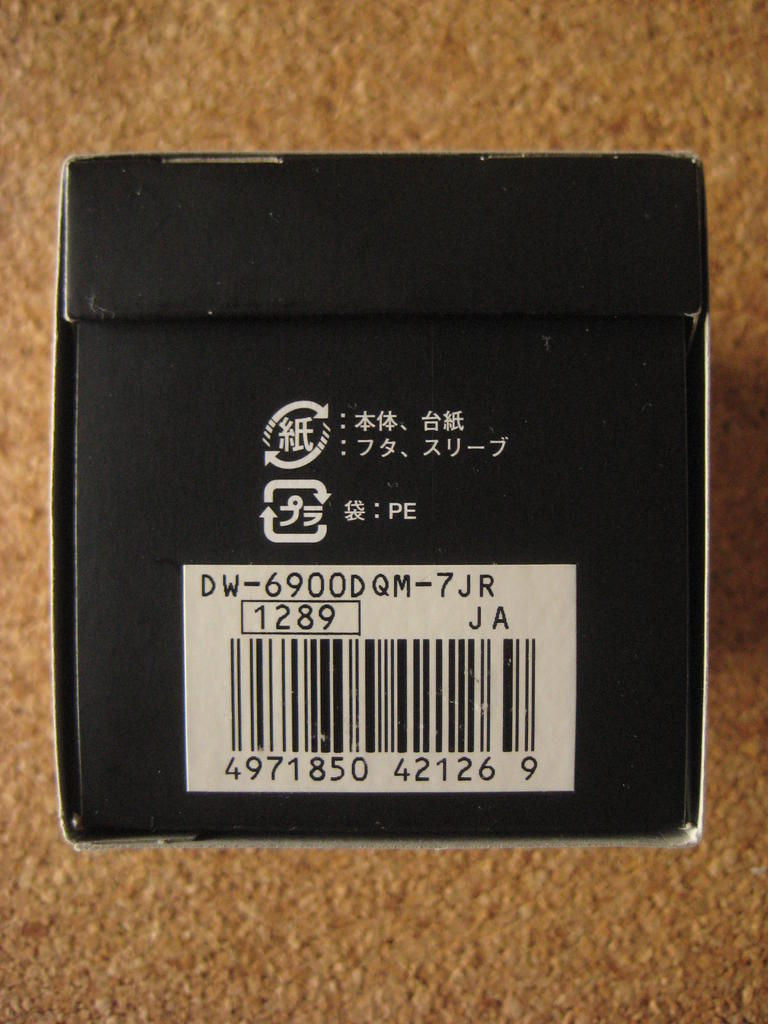 紙 : 本体、台紙
: フタ、スリーブ
プラ 袋 : PE
DW-6900DQM-7JR
1289 JA
4971850 42126 9